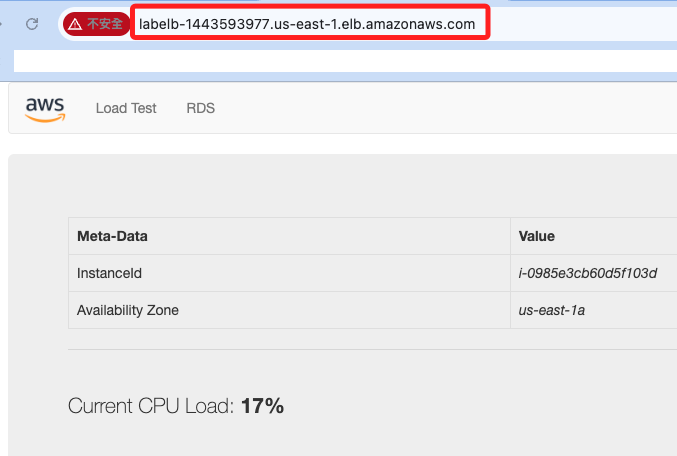 不安全 labelb-1443593977.us-east-1.elb.amazonaws.com
aws Load Test RDS
Meta-Data Value
InstanceId i-0985e3cb60d5f103d
Availability Zone us-east-1a
Current CPU Load: 17%